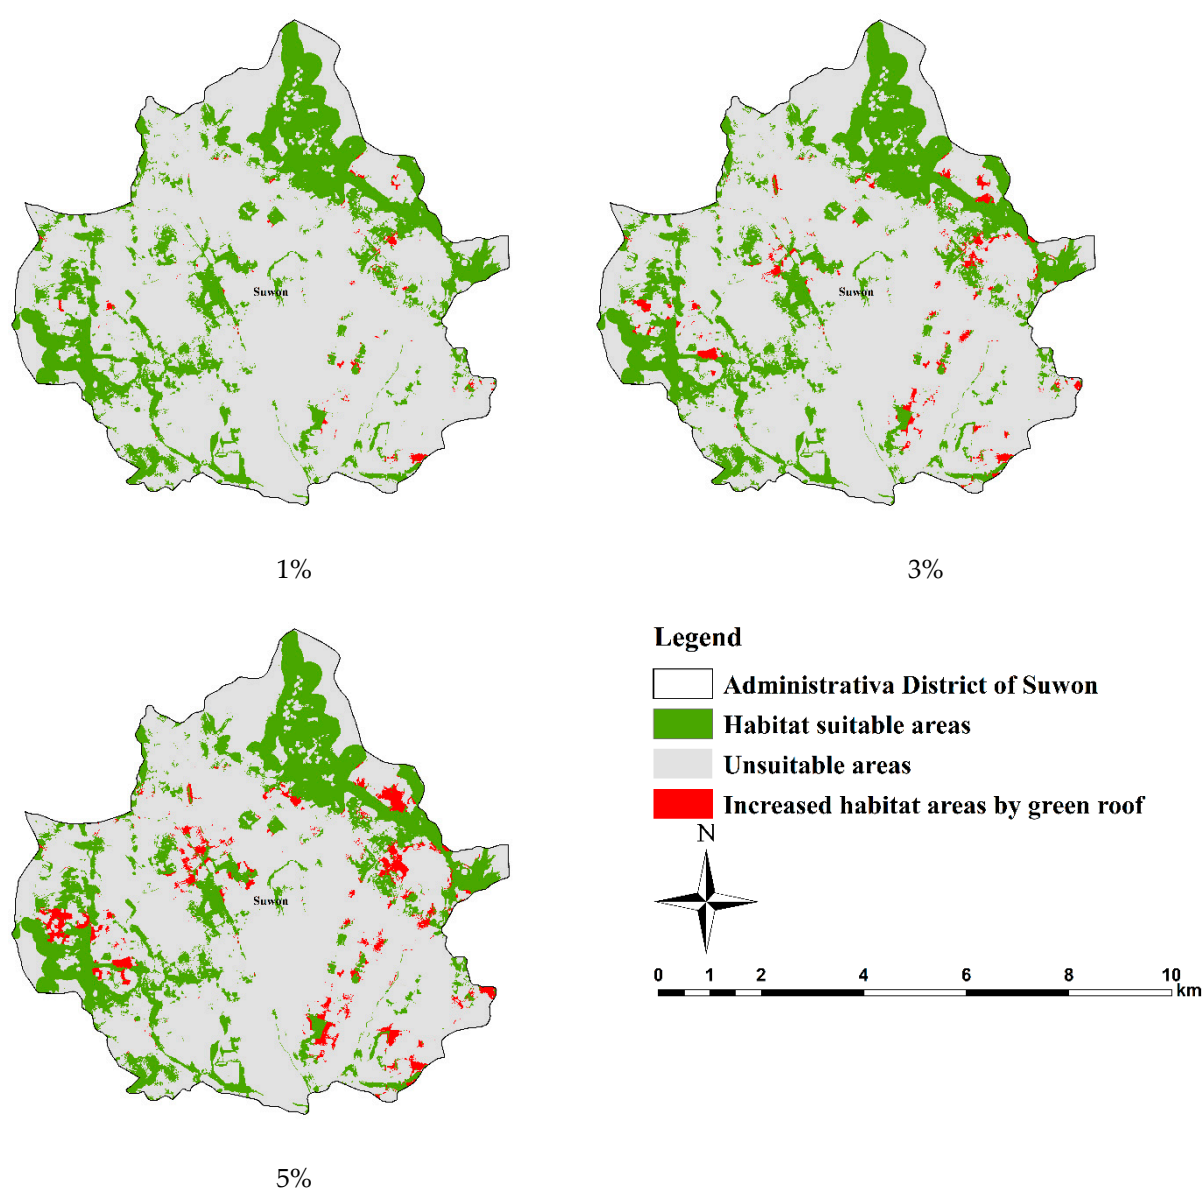 Suwon
Suwon
1%
3%
Suwon
5%
Legend
Administrativa District of Suwon
Habitat suitable areas
Unsuitable areas
Increased habitat areas by green roof
N
0 1 2 4 6 8 10
km